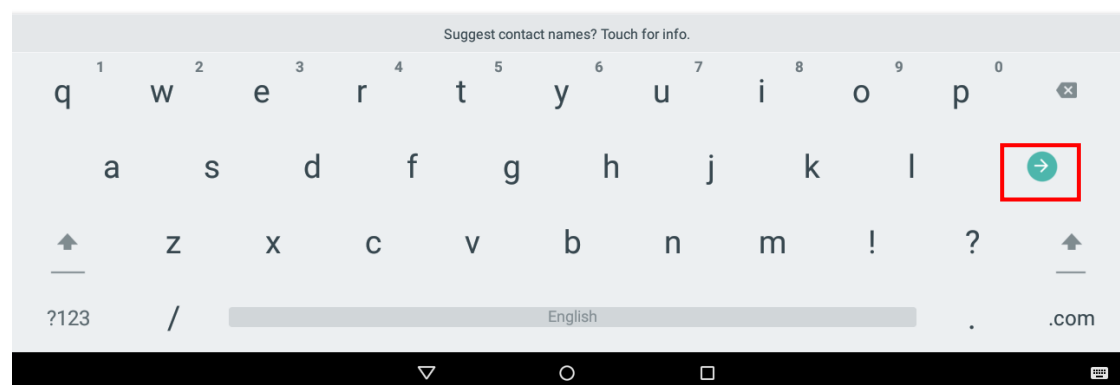 Suggest contact names? Touch for info.
1 2 3 4 5 6 7 8 9 0
q w e r t y u i o p
a s d f g h j k l
z x c v b n m ! ?
?123 / English . .com